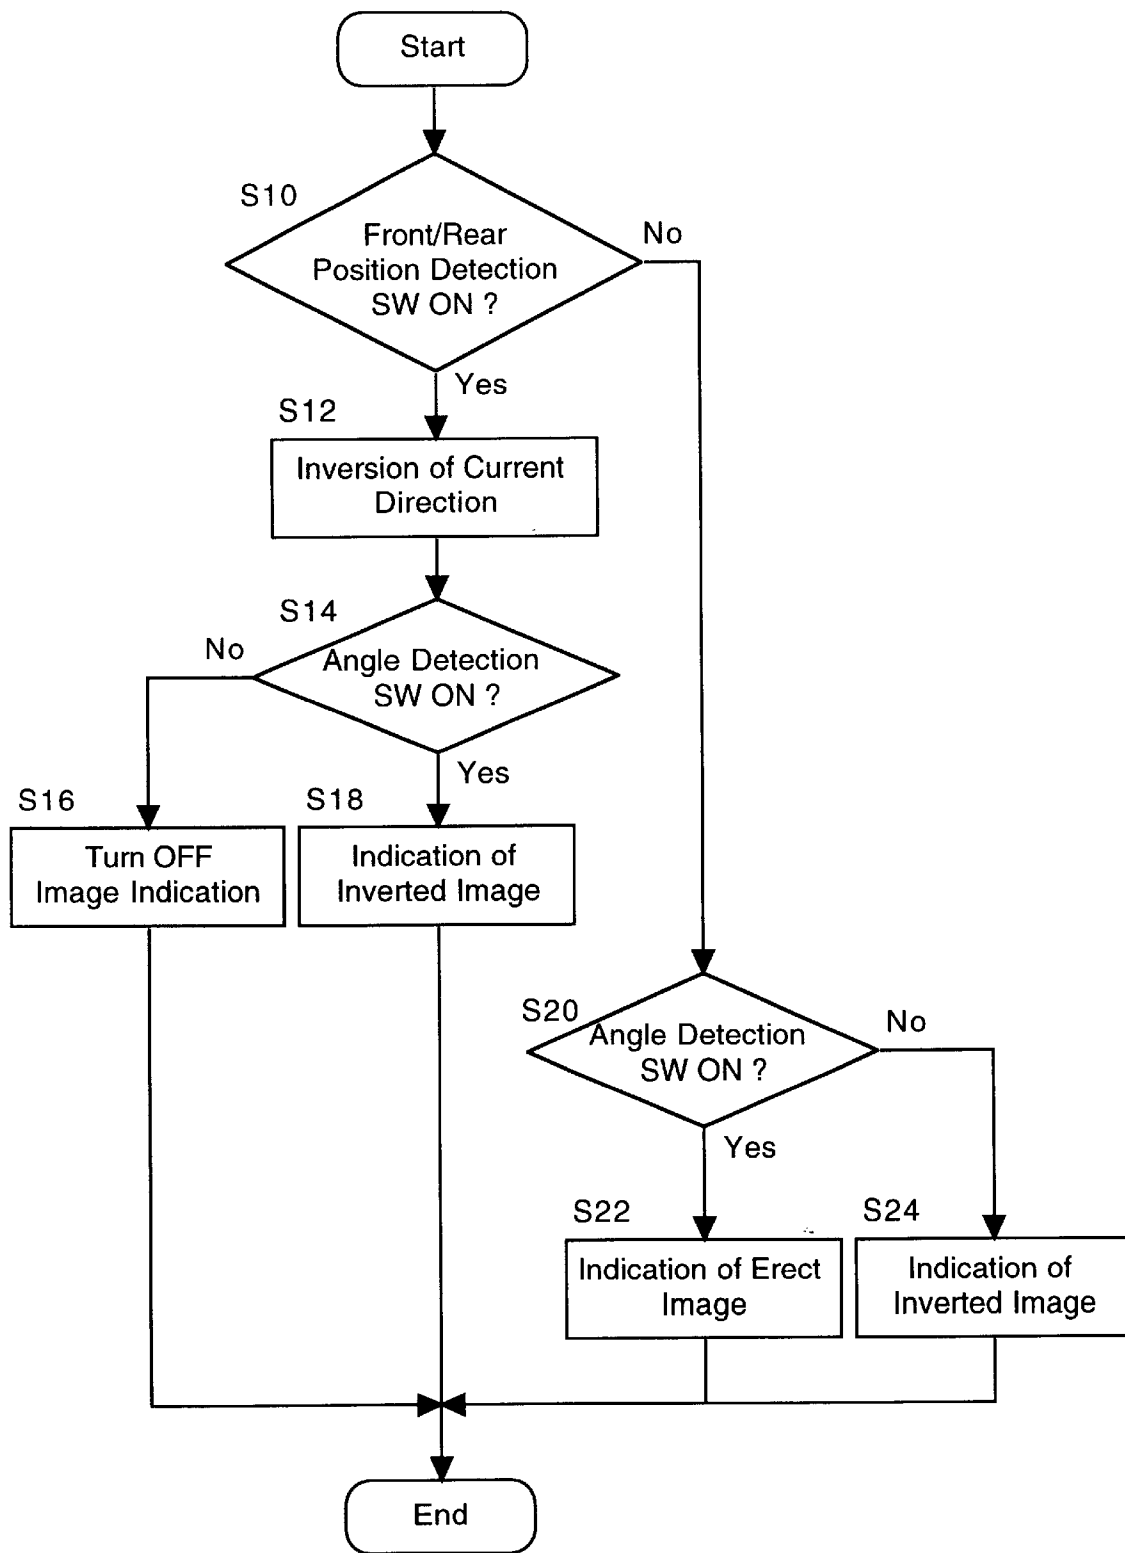 Start
S10
Front/Rear
Position Detection
SW ON ?
No
Yes
S12
Inversion of Current
Direction
S14
No
Angle Detection
SW ON ?
Yes
S16
S18
Turn OFF
Image Indication
Indication of
Inverted Image
S20
Angle Detection
SW ON ?
No
Yes
S22
S24
Indication of Erect
Image
Indication of
Inverted Image
End